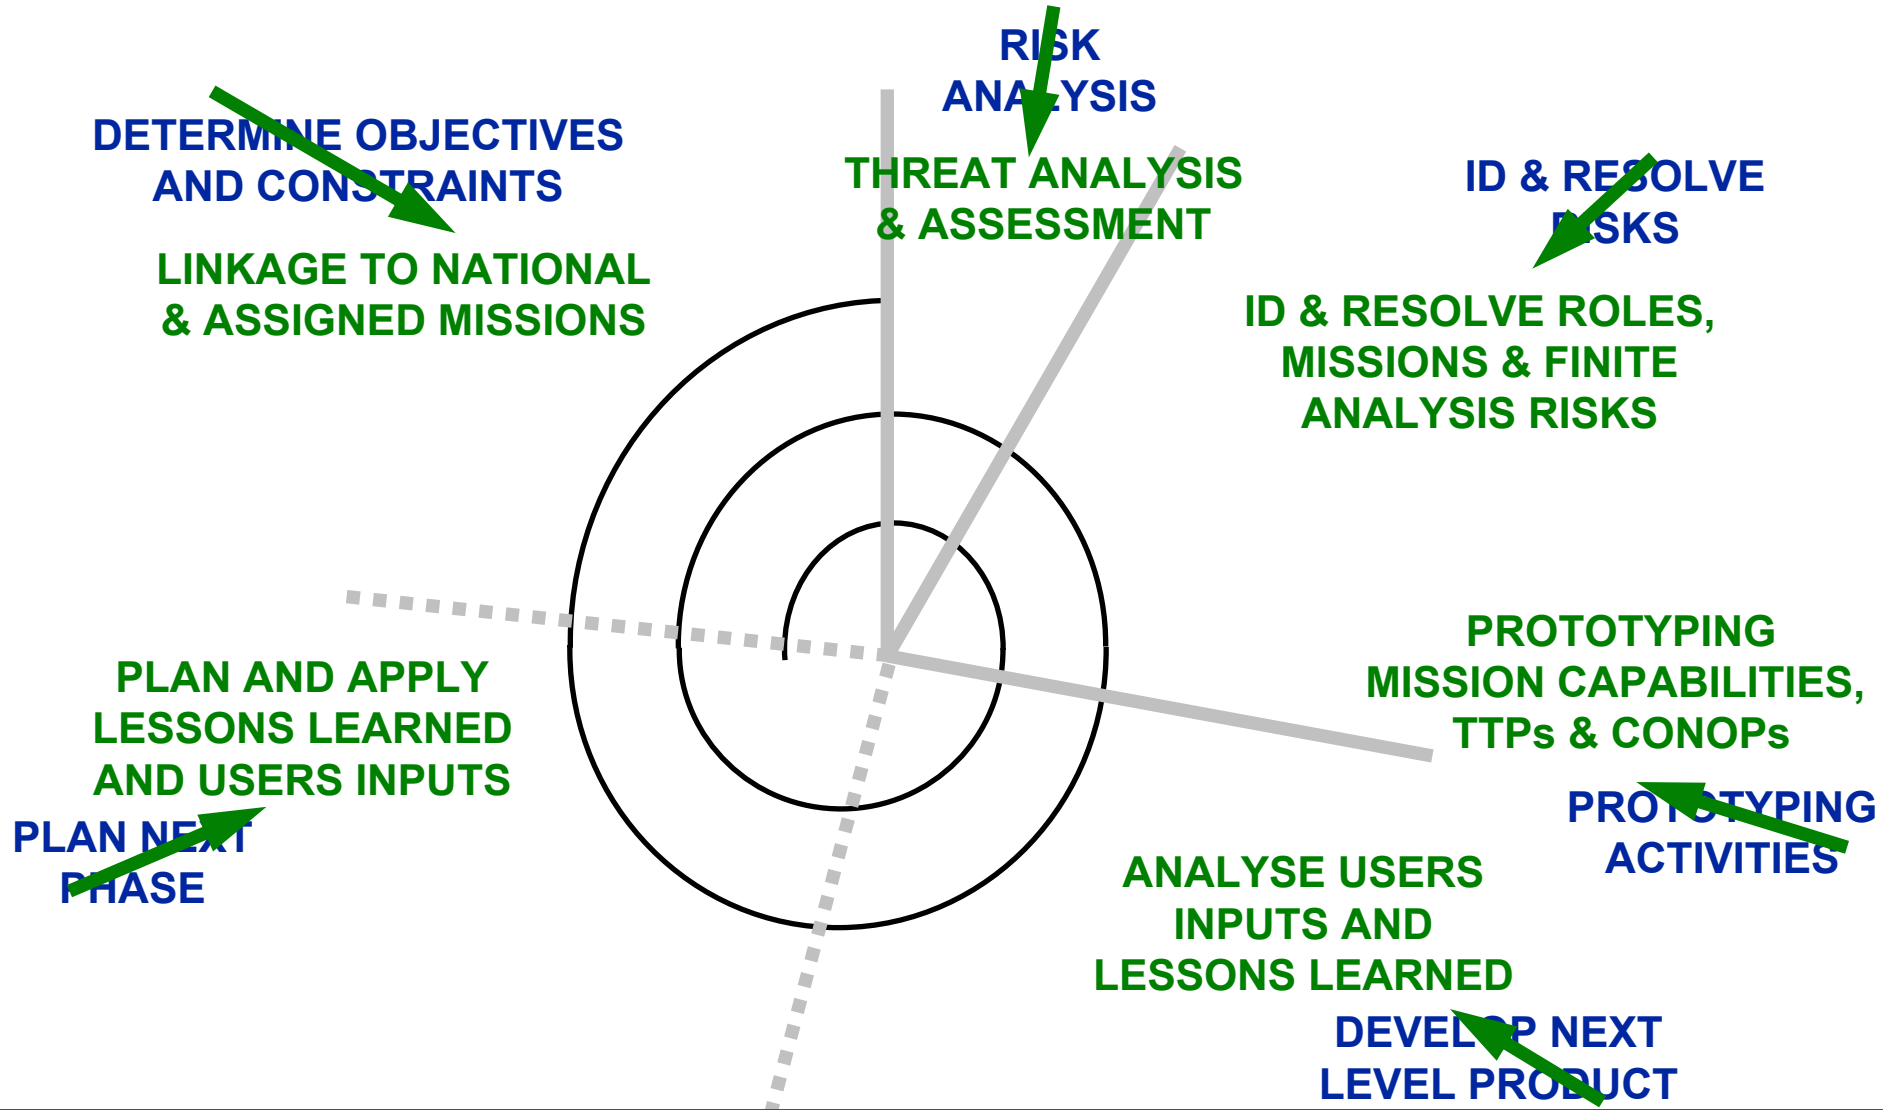 RISK
ANALYSIS
DETERMINE OBJECTIVES
AND CONSTRAINTS
THREAT ANALYSIS
& ASSESSMENT
ID & RESOLVE
RISKS
LINKAGE TO NATIONAL
& ASSIGNED MISSIONS
ID & RESOLVE ROLES,
MISSIONS & FINITE
ANALYSIS RISKS
PROTOTYPING
MISSION CAPABILITIES,
TTPs & CONOPs
PLAN AND APPLY
LESSONS LEARNED
AND USERS INPUTS
PROTOTYPING
ACTIVITIES
PLAN NEXT
PHASE
ANALYSE USERS
INPUTS AND
LESSONS LEARNED
DEVELOP NEXT
LEVEL PRODUCT